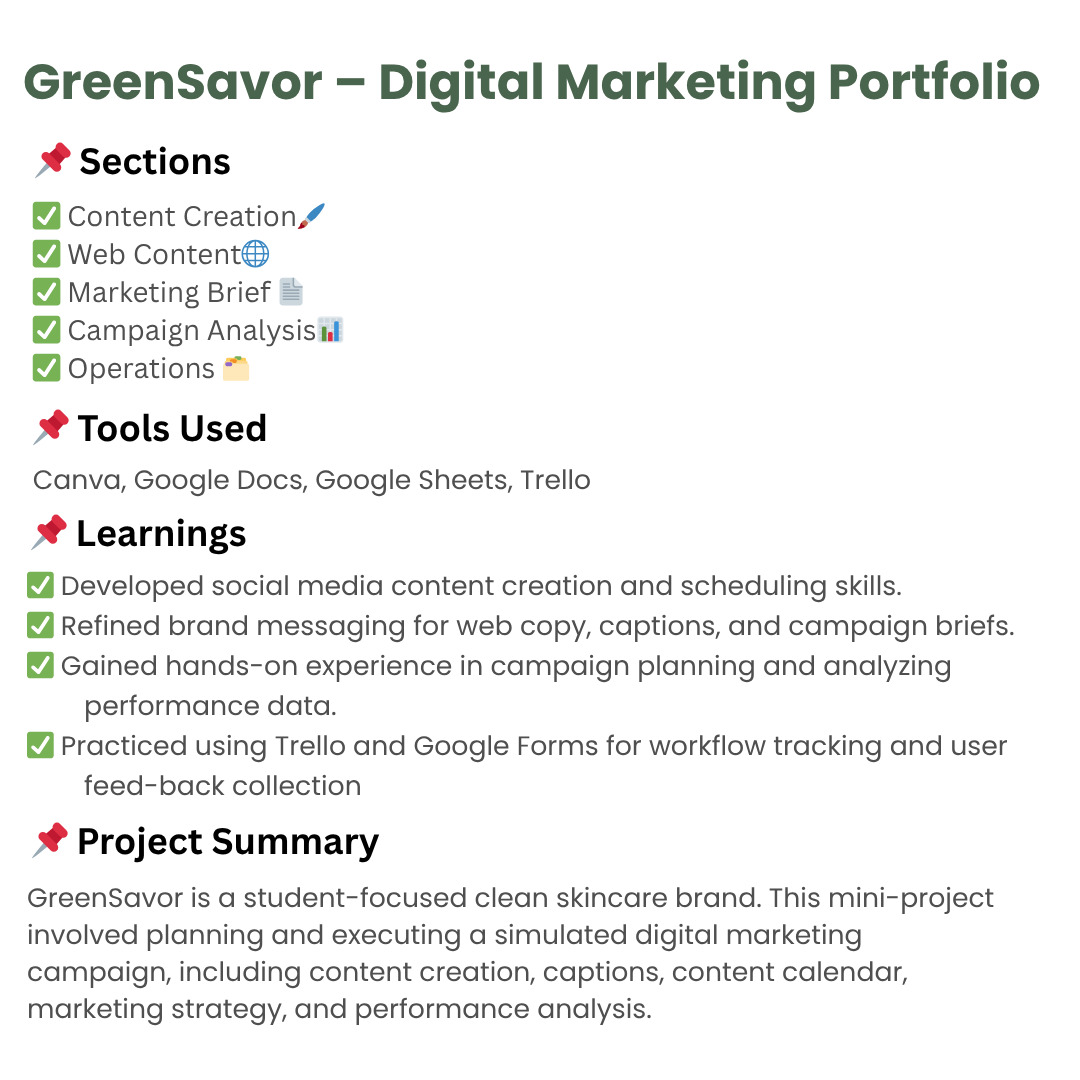 GreenSavor – Digital Marketing Portfolio
📌 Sections
✅ Content Creation🖌️
✅ Web Content🌐
✅ Marketing Brief 📄
✅ Campaign Analysis📊
✅ Operations 🗂️
📌 Tools Used
Canva, Google Docs, Google Sheets, Trello
📌 Learnings
✅ Developed social media content creation and scheduling skills.
✅ Refined brand messaging for web copy, captions, and campaign briefs.
✅ Gained hands-on experience in campaign planning and analyzing
performance data.
✅ Practiced using Trello and Google Forms for workflow tracking and user
feed-back collection
📌 Project Summary
GreenSavor is a student-focused clean skincare brand. This mini-project
involved planning and executing a simulated digital marketing
campaign, including content creation, captions, content calendar,
marketing strategy, and performance analysis.